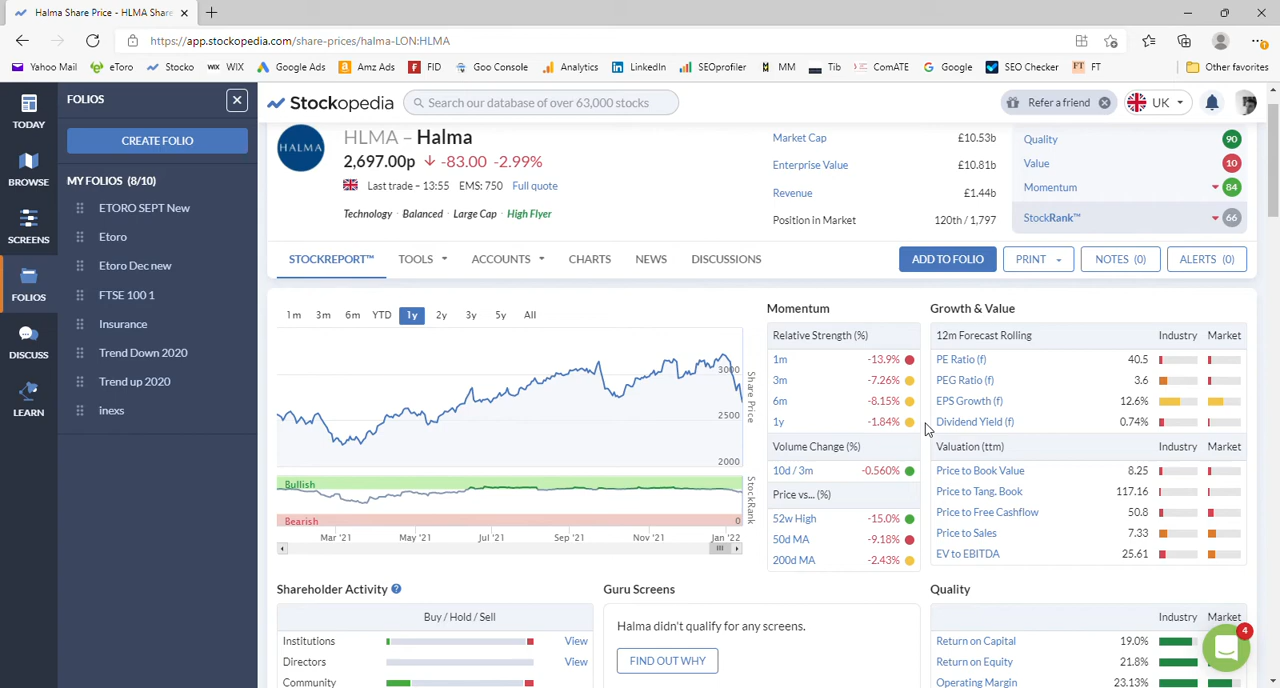 Halma Share Price - HLMA Share
https://app.stockopedia.com/share-prices/halma-LON:HLMA
Yahoo Mail eToro Stocko WIX Google Ads Amz Ads FID Goo Console Analytics LinkedIn SEOprofiler MM Tib ComATE Google SEO Checker FT Other favorites
TODAY
BROWSE
SCREENS
FOLIOS
DISCUSS
LEARN
FOLIOS
CREATE FOLIO
MY FOLIOS (8/10)
ETORO SEPT New
Etoro
Etoro Dec new
FTSE 100 1
Insurance
Trend Down 2020
Trend up 2020
inexs
Stockopedia Search our database of over 63,000 stocks Refer a friend UK
HALMA
HLMA – Halma
2,697.00p -83.00 -2.99%
Last trade - 13:55 EMS: 750 Full quote
Technology · Balanced · Large Cap · High Flyer
Market Cap £10.53b
Enterprise Value £10.81b
Revenue £1.44b
Position in Market 120th / 1,797
Quality 90
Value 10
Momentum 84
StockRank™ 66
STOCKREPORT™ TOOLS ACCOUNTS CHARTS NEWS DISCUSSIONS ADD TO FOLIO PRINT NOTES (0) ALERTS (0)
1m 3m 6m YTD 1y 2y 3y 5y All
3000
2500
2000
Share Price
Bullish
Bearish 0
StockRank
Mar '21 May '21 Jul '21 Sep '21 Nov '21 Jan '22
Momentum
Relative Strength (%)
1m -13.9%
3m -7.26%
6m -8.15%
1y -1.84%
Volume Change (%)
10d / 3m -0.560%
Price vs... (%)
52w High -15.0%
50d MA -9.18%
200d MA -2.43%
Growth & Value
12m Forecast Rolling Industry Market
PE Ratio (f) 40.5
PEG Ratio (f) 3.6
EPS Growth (f) 12.6%
Dividend Yield (f) 0.74%
Valuation (ttm) Industry Market
Price to Book Value 8.25
Price to Tang. Book 117.16
Price to Free Cashflow 50.8
Price to Sales 7.33
EV to EBITDA 25.61
Shareholder Activity ?
Buy / Hold / Sell
Institutions View
Directors View
Community
Guru Screens
Halma didn't qualify for any screens.
FIND OUT WHY
Quality
Industry Market
Return on Capital 19.0%
Return on Equity 21.8%
Operating Margin 23.13%
4